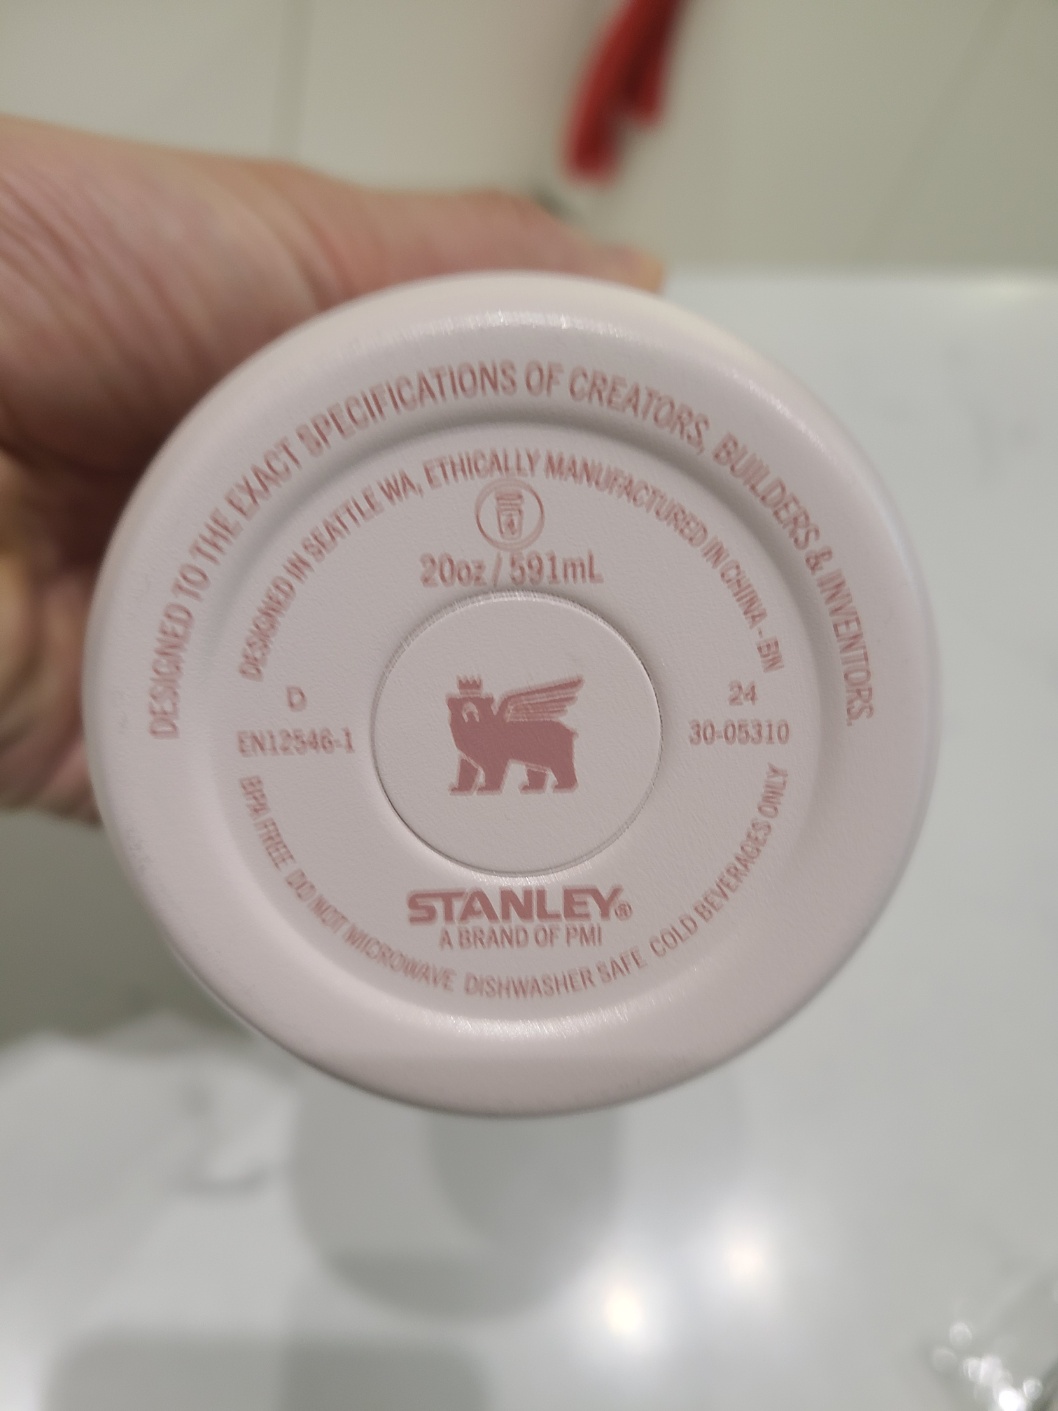 DESIGNED TO THE EXACT SPECIFICATIONS OF CREATORS, BUILDERS & INVENTORS.
DESIGNED IN SEATTLE WA, ETHICALLY MANUFACTURED IN CHINA - BIN
20oz / 591mL
D
EN12546-1
24
30-05310
STANLEY®
A BRAND OF PMI
BPA FREE DO NOT MICROWAVE DISHWASHER SAFE COLD BEVERAGES ONLY